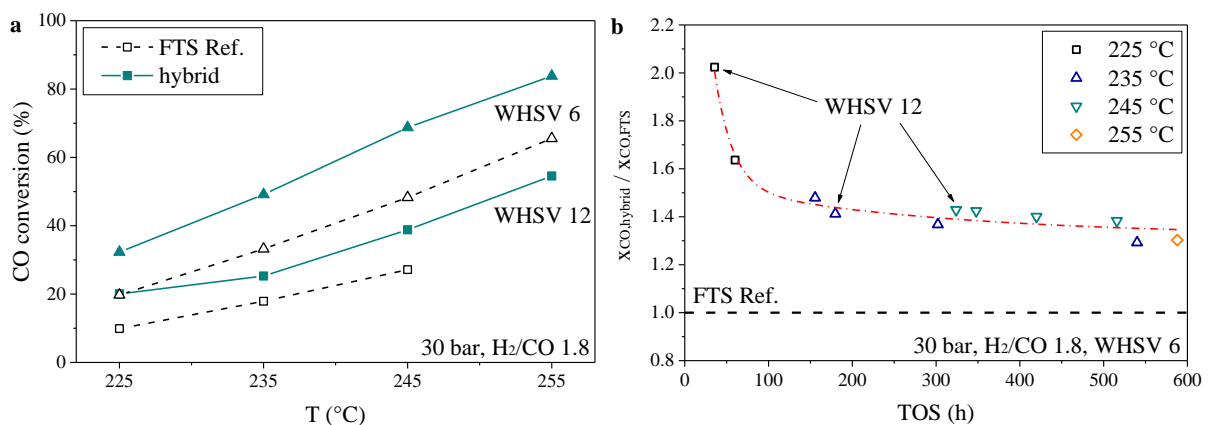 a
FTS Ref.
hybrid
WHSV 6
WHSV 12
30 bar, H2/CO 1.8
CO conversion (%)
100
80
60
40
20
0
225
235
245
255
T (°C)
b
225 °C
235 °C
245 °C
255 °C
WHSV 12
FTS Ref.
30 bar, H2/CO 1.8, WHSV 6
xCO,hybrid / xCO,FTS
2.0
1.8
1.6
1.4
1.2
1.0
0.8
0
100
200
300
400
500
600
TOS (h)